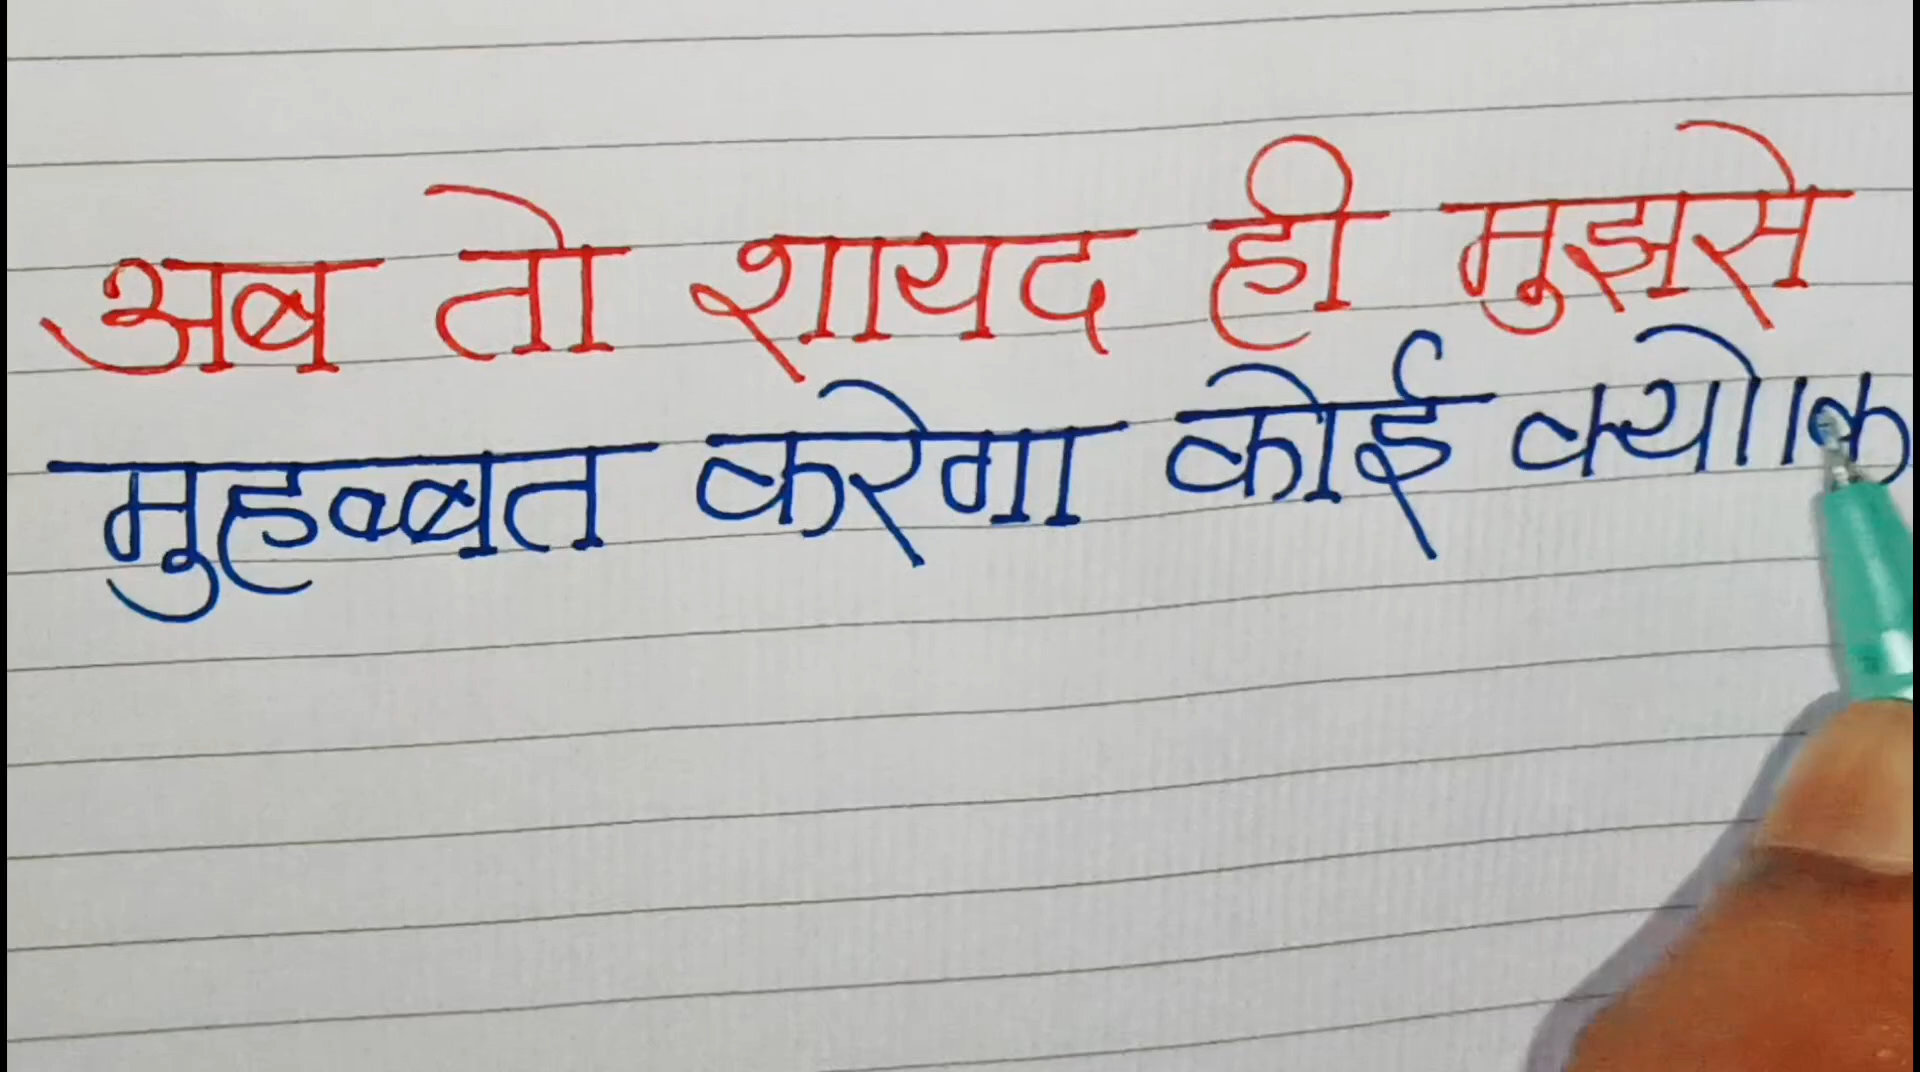 अब तो शायद ही मुझसे
मुहब्बत करेगा कोई क्योकि